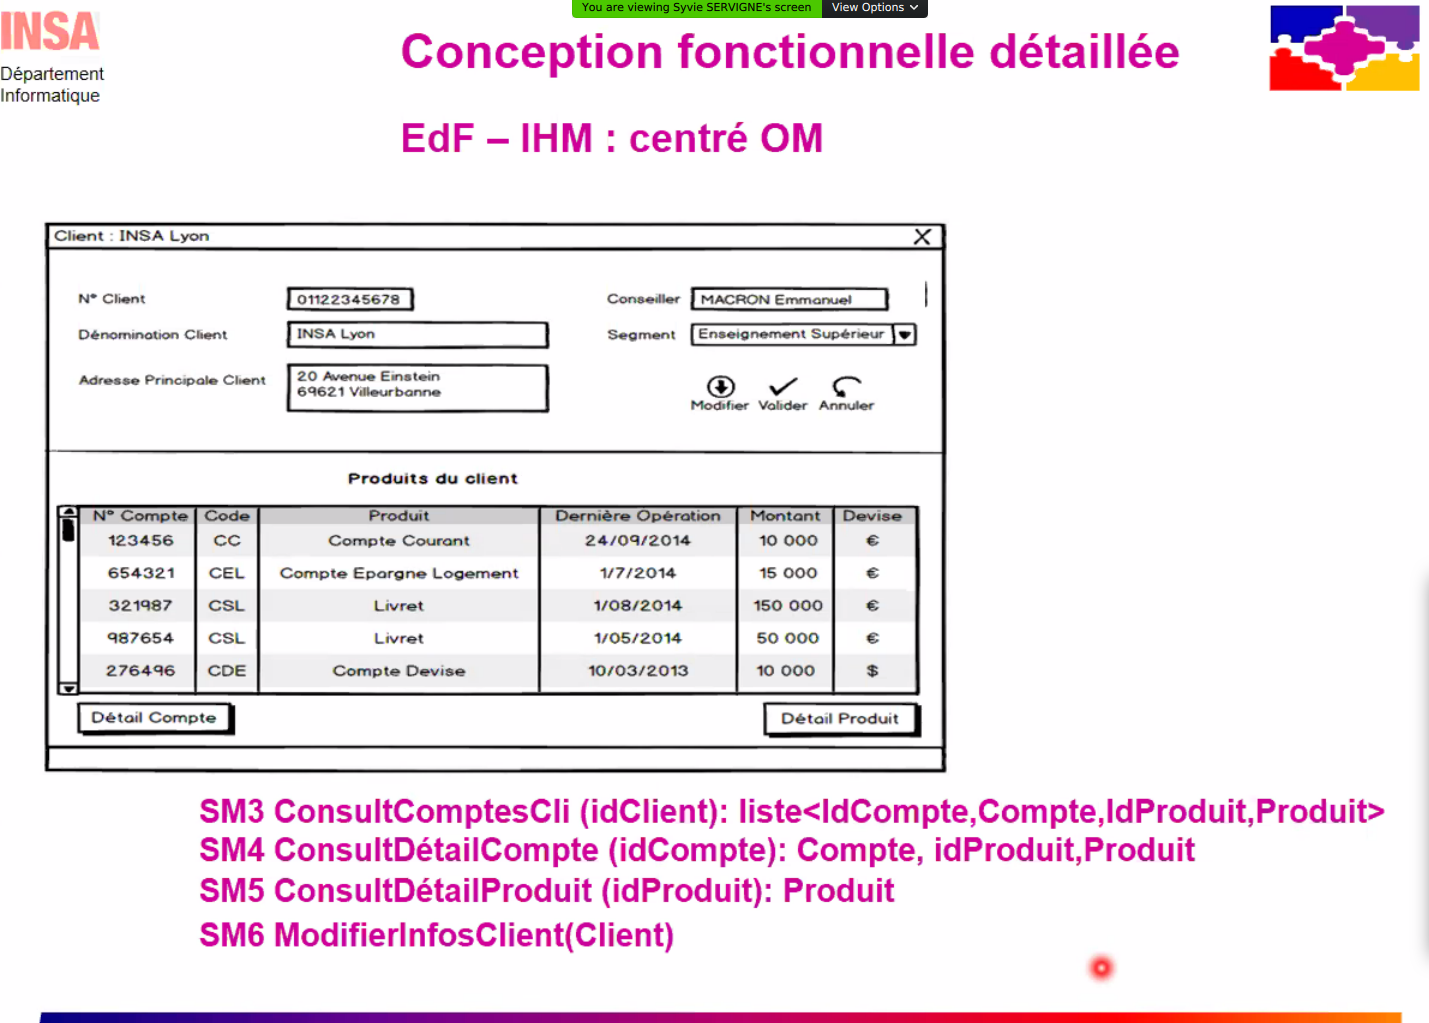 You are viewing Syvie SERVIGNE's screen View Options
INSA
Département
Informatique
Conception fonctionnelle détaillée
EdF – IHM : centré OM
Client : INSA Lyon X
N° Client 01122345678 Conseiller MACRON Emmanuel
Dénomination Client INSA Lyon Segment Enseignement Supérieur
Adresse Principale Client 20 Avenue Einstein
69621 Villeurbanne
Modifier Valider Annuler
Produits du client
N° Compte Code Produit Dernière Opération Montant Devise
123456 CC Compte Courant 24/09/2014 10 000 €
654321 CEL Compte Epargne Logement 1/7/2014 15 000 €
321987 CSL Livret 1/08/2014 150 000 €
987654 CSL Livret 1/05/2014 50 000 €
276496 CDE Compte Devise 10/03/2013 10 000 $
Détail Compte Détail Produit
SM3 ConsultComptesCli (idClient): liste<IdCompte,Compte,IdProduit,Produit>
SM4 ConsultDétailCompte (idCompte): Compte, idProduit,Produit
SM5 ConsultDétailProduit (idProduit): Produit
SM6 ModifierInfosClient(Client)